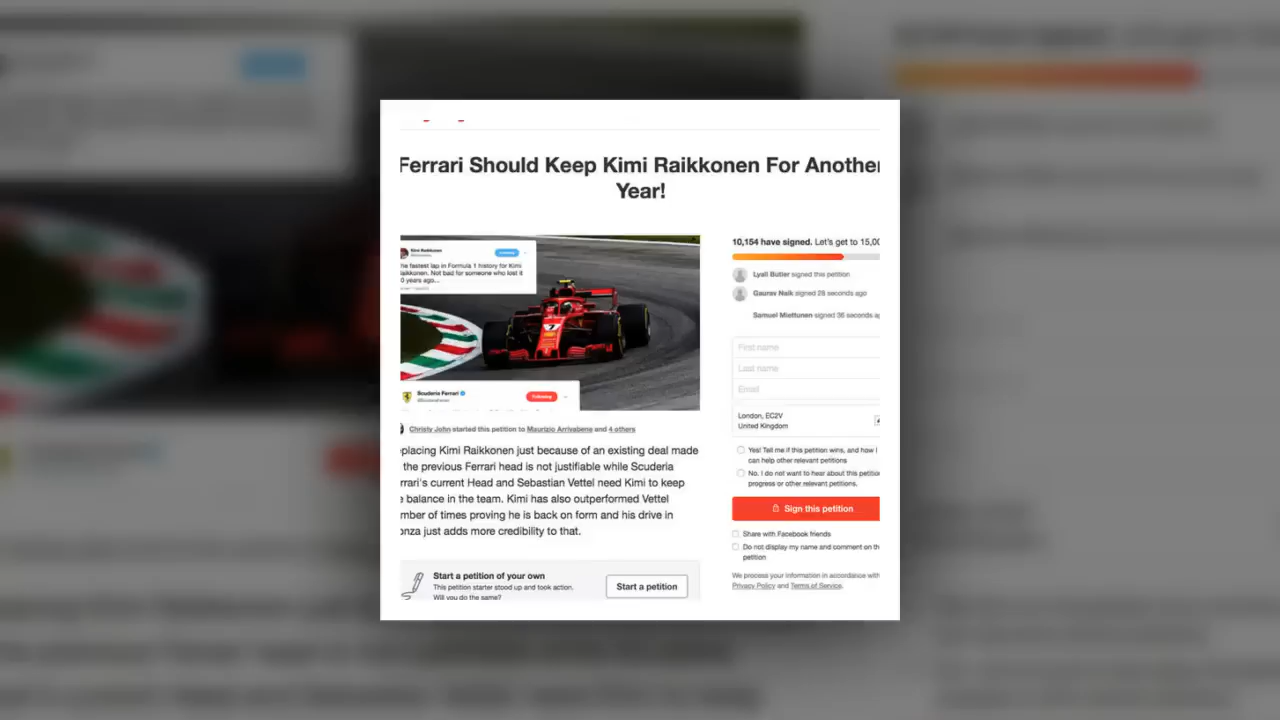 Ferrari Should Keep Kimi Raikkonen For Another
Year!
10,154 have signed. Let's get to 15,00
Lyall Butler signed this petition
Gaurav Naik signed 28 seconds ago
Samuel Miettunen signed 36 seconds ag
Kimi Raikkonen
he fastest lap in Formula 1 history for Kimi
aikkonen. Not bad for someone who lost it
0 years ago...
7
Scuderia Ferrari
@ScuderiaFerrari
Following
First name
Last name
Email
London, EC2V
United Kingdom
Christy John started this petition to Maurizio Arrivabene and 4 others
placing Kimi Raikkonen just because of an existing deal made
the previous Ferrari head is not justifiable while Scuderia
rrari's current Head and Sebastian Vettel need Kimi to keep
e balance in the team. Kimi has also outperformed Vettel
mber of times proving he is back on form and his drive in
onza just adds more credibility to that.
Yes! Tell me if this petition wins, and how I
can help other relevant petitions
No. I do not want to hear about this petitio
progress or other relevant petitions.
Sign this petition
Share with Facebook friends
Do not display my name and comment on th
petition
We process your information in accordance with
Privacy Policy and Terms of Service.
Start a petition of your own
This petition starter stood up and took action.
Will you do the same?
Start a petition